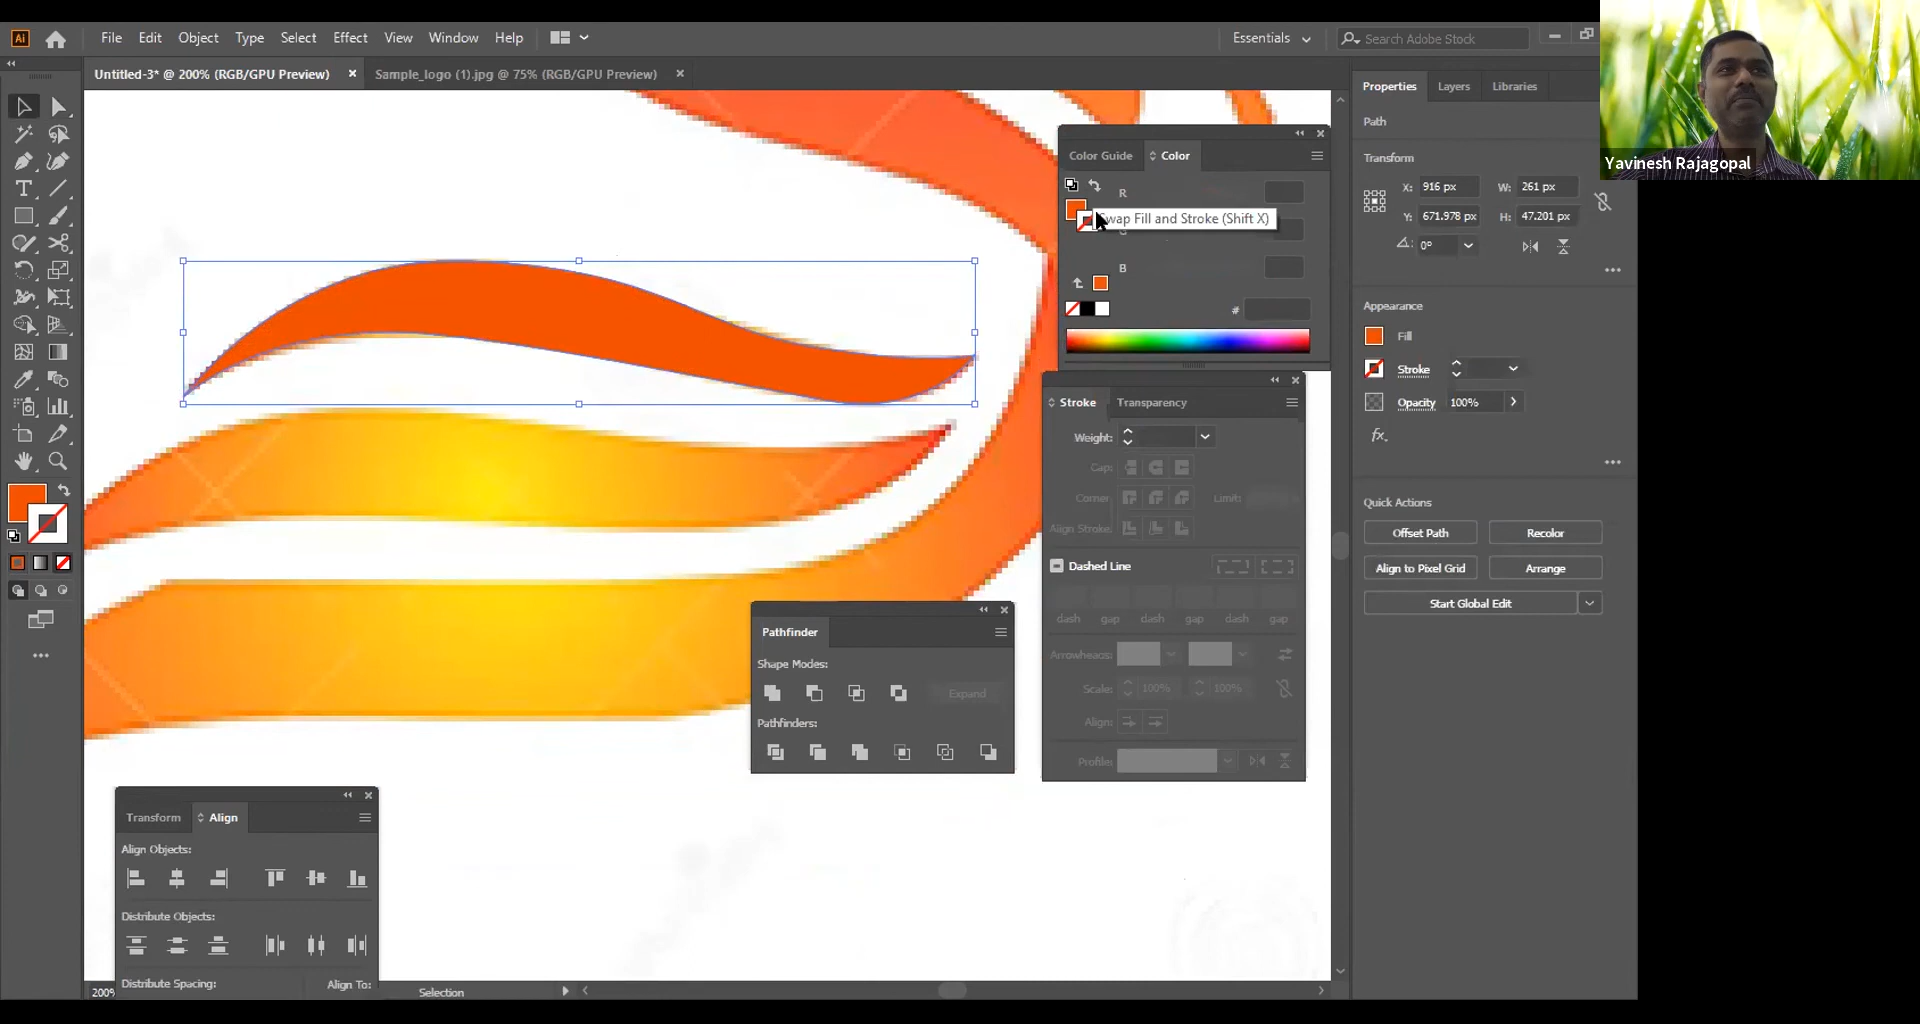 Ai
File Edit Object Type Select Effect View Window Help
Essentials
Search Adobe Stock
Untitled-3* @ 200% (RGB/GPU Preview)
Sample_logo (1).jpg @ 75% (RGB/GPU Preview)
Yavinesh Rajagopal
Color Guide Color
R
Swap Fill and Stroke (Shift X)
B
#
Stroke Transparency
Weight:
Cap:
Corner Limit:
Align Stroke:
Dashed Line
dash gap dash gap dash gap
Arrowheads:
Scale: 100% 100%
Align:
Profile:
Pathfinder
Shape Modes:
Expand
Pathfinders:
Transform Align
Align Objects:
Distribute Objects:
Distribute Spacing: Align To:
200%
Selection
Properties Layers Libraries
Path
Transform
X: 916 px W: 261 px
Y: 671.978 px H: 47.201 px
0°
Appearance
Fill
Stroke
Opacity 100%
fx.
Quick Actions
Offset Path Recolor
Align to Pixel Grid Arrange
Start Global Edit